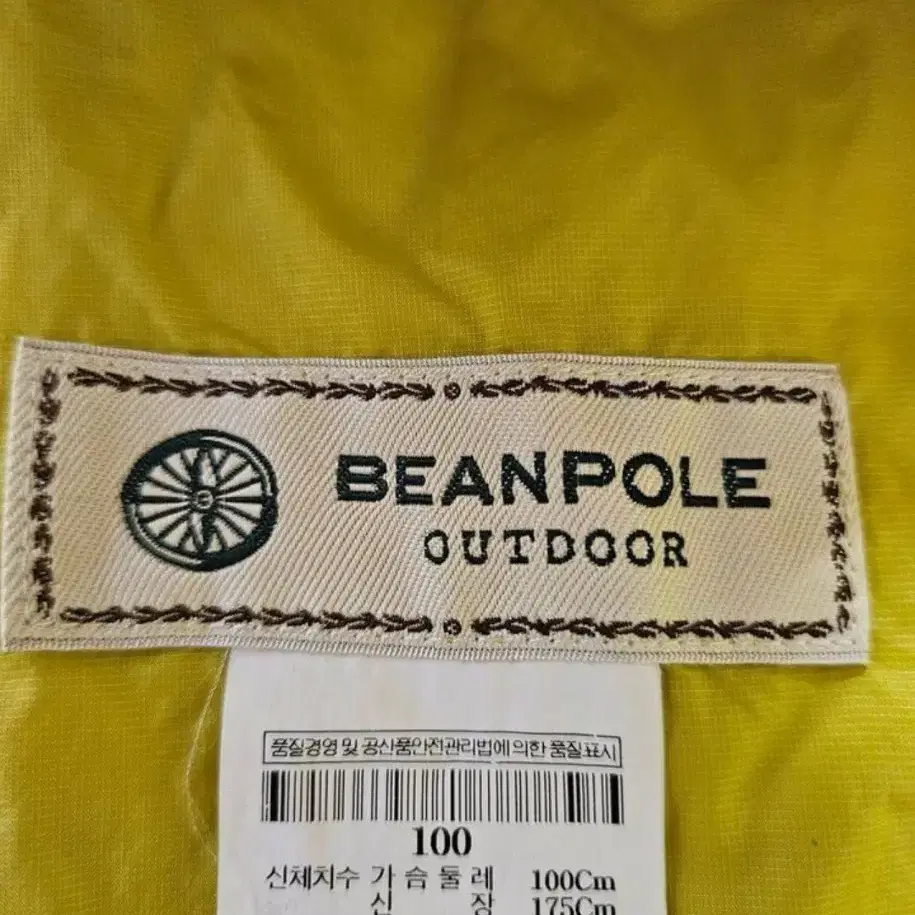 BEANPOLE
OUTDOOR
품질경영 및 공산품안전관리법에 의한 품질표시
100
신체치수 가 슴 둘 레 100Cm
신 장 175Cm